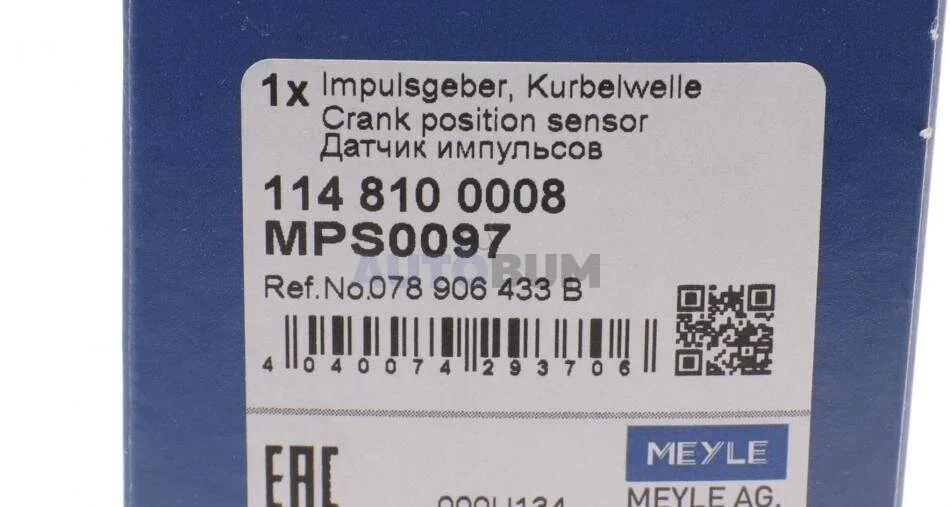 1x Impulsgeber, Kurbelwelle
Crank position sensor
Датчик импульсов
114 810 0008
MPS0097
AUTOBUM
Ref.No.078 906 433 B
4 040074 293706
EAC
MEYLE
MEYLE AG,